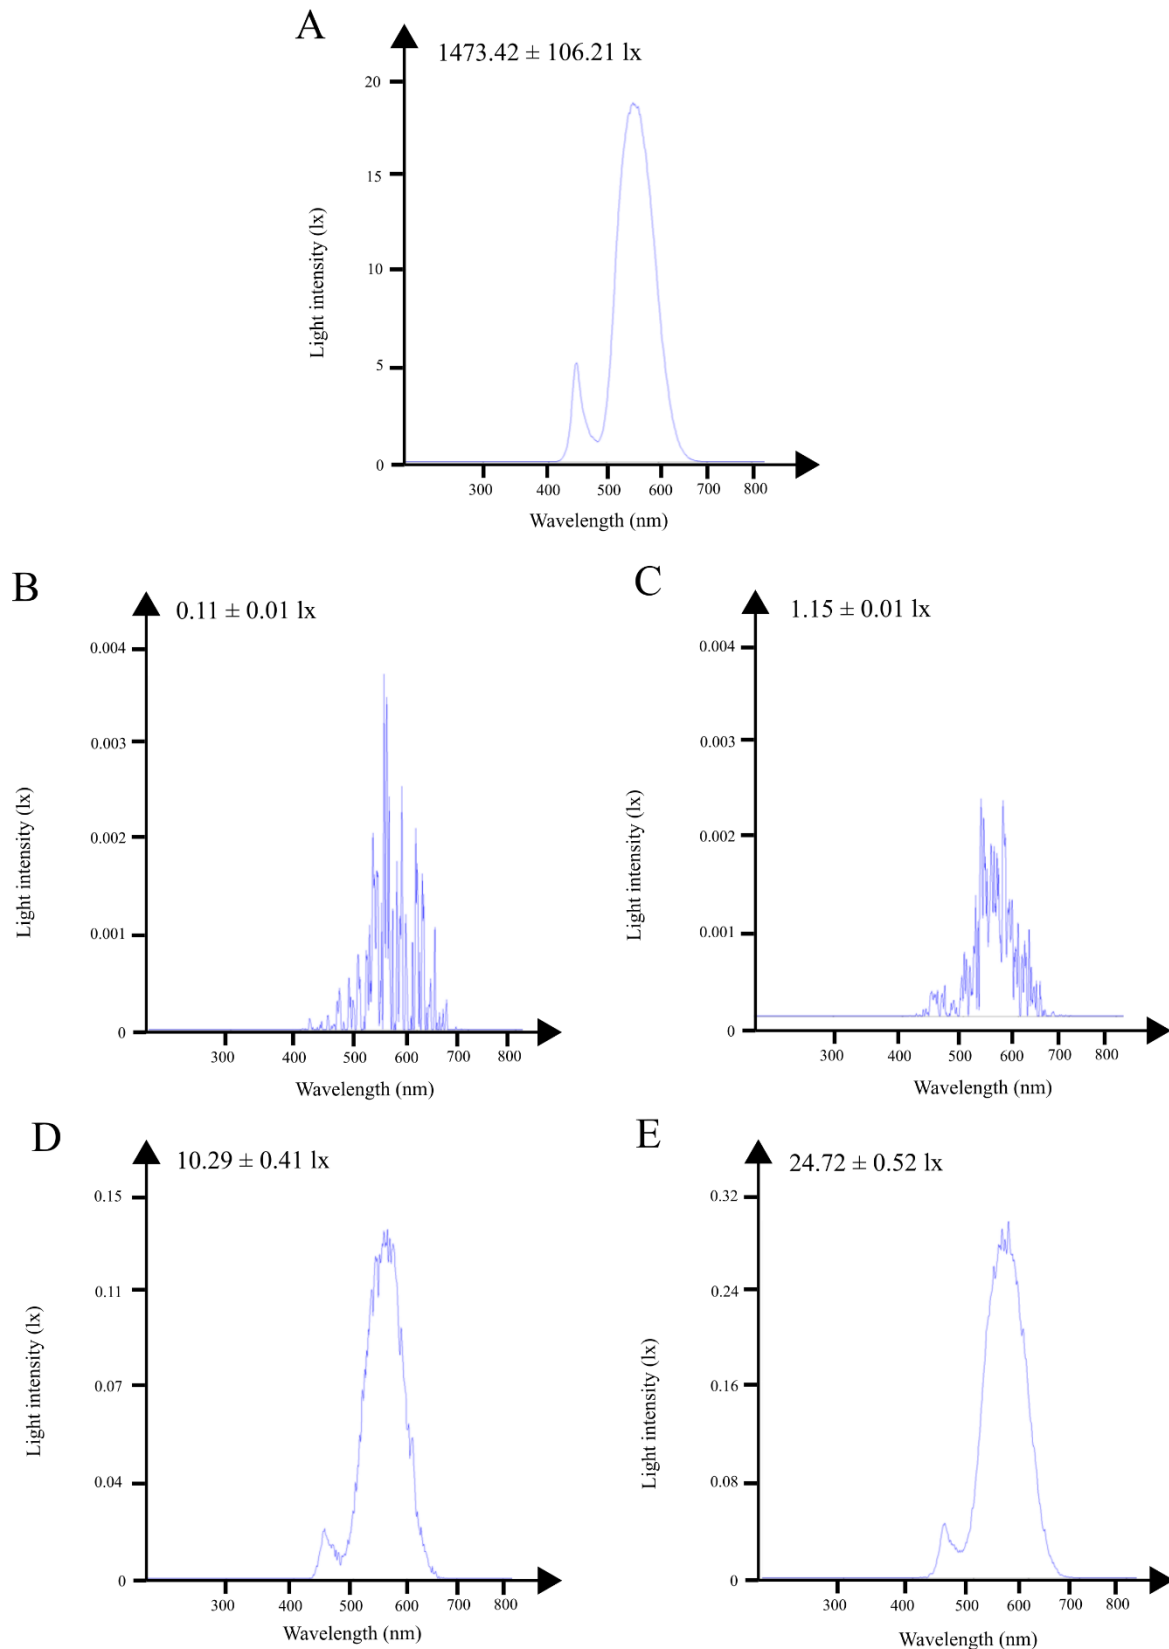 A
1473.42 ± 106.21 lx
20
15
10
5
0
Light intensity (lx)
300 400 500 600 700 800
Wavelength (nm)
B
0.11 ± 0.01 lx
0.004
0.003
0.002
0.001
0
Light intensity (lx)
300 400 500 600 700 800
Wavelength (nm)
C
1.15 ± 0.01 lx
0.004
0.003
0.002
0.001
0
Light intensity (lx)
300 400 500 600 700 800
Wavelength (nm)
D
10.29 ± 0.41 lx
0.15
0.11
0.07
0.04
0
Light intensity (lx)
300 400 500 600 700 800
Wavelength (nm)
E
24.72 ± 0.52 lx
0.32
0.24
0.16
0.08
0
Light intensity (lx)
300 400 500 600 700 800
Wavelength (nm)